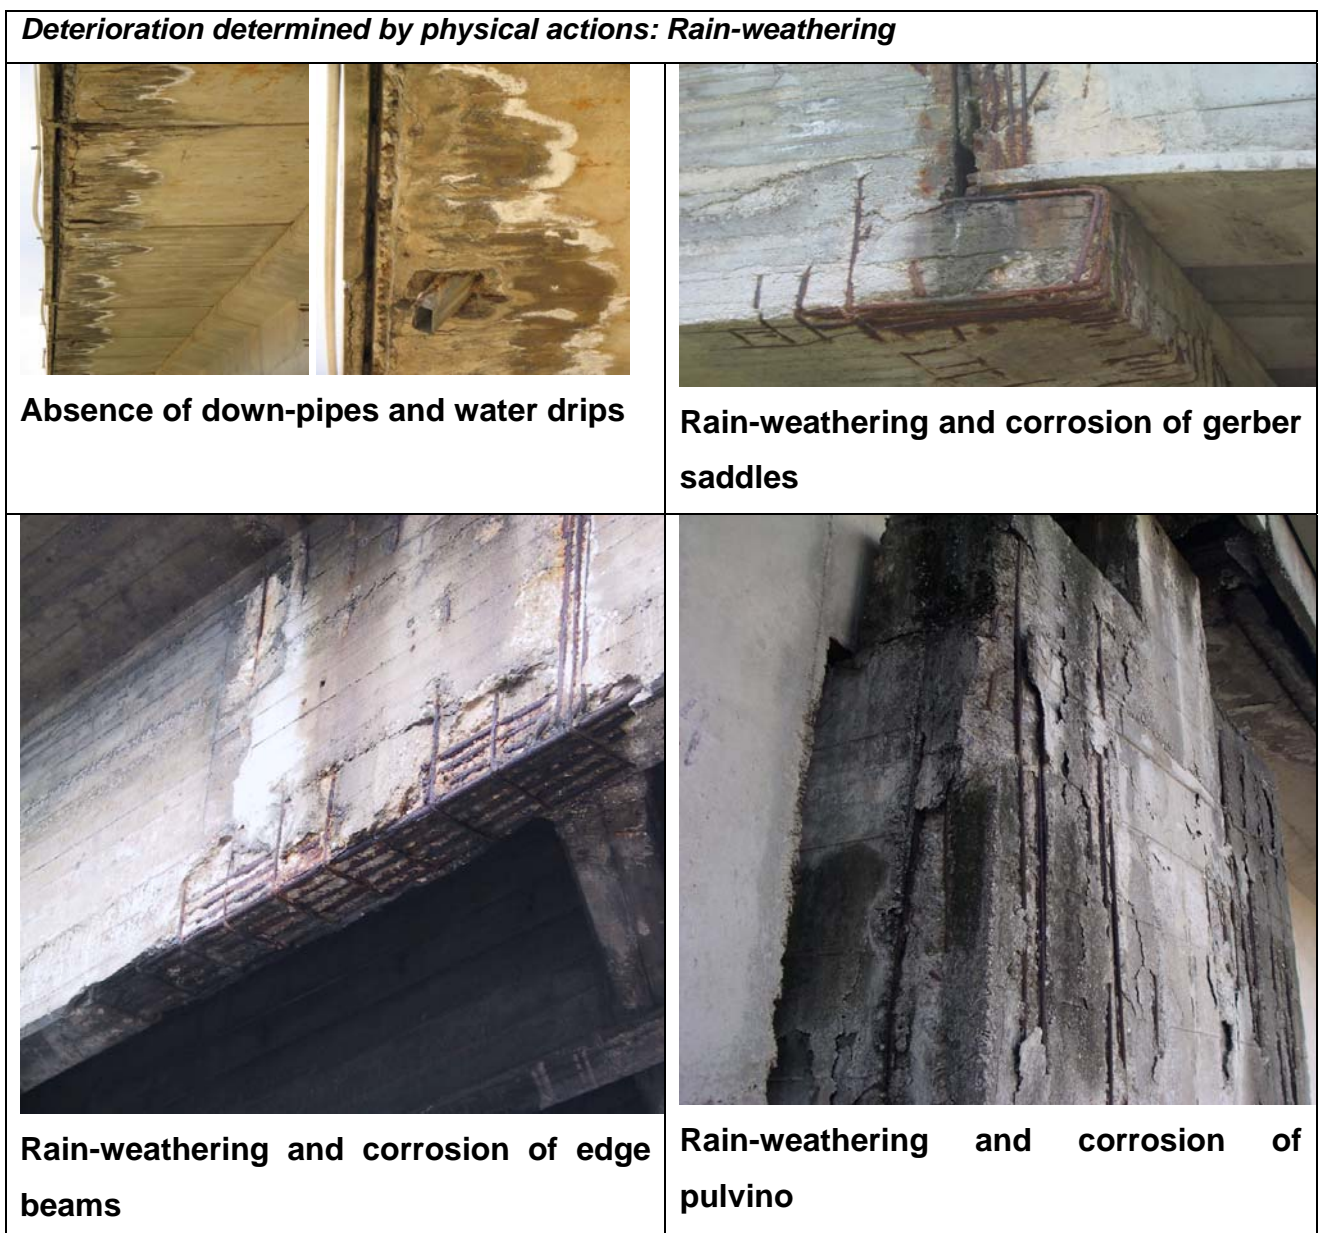 Deterioration determined by physical actions: Rain-weathering
Absence of down-pipes and water drips
Rain-weathering and corrosion of gerber
saddles
Rain-weathering and corrosion of edge
beams
Rain-weathering and corrosion of
pulvino